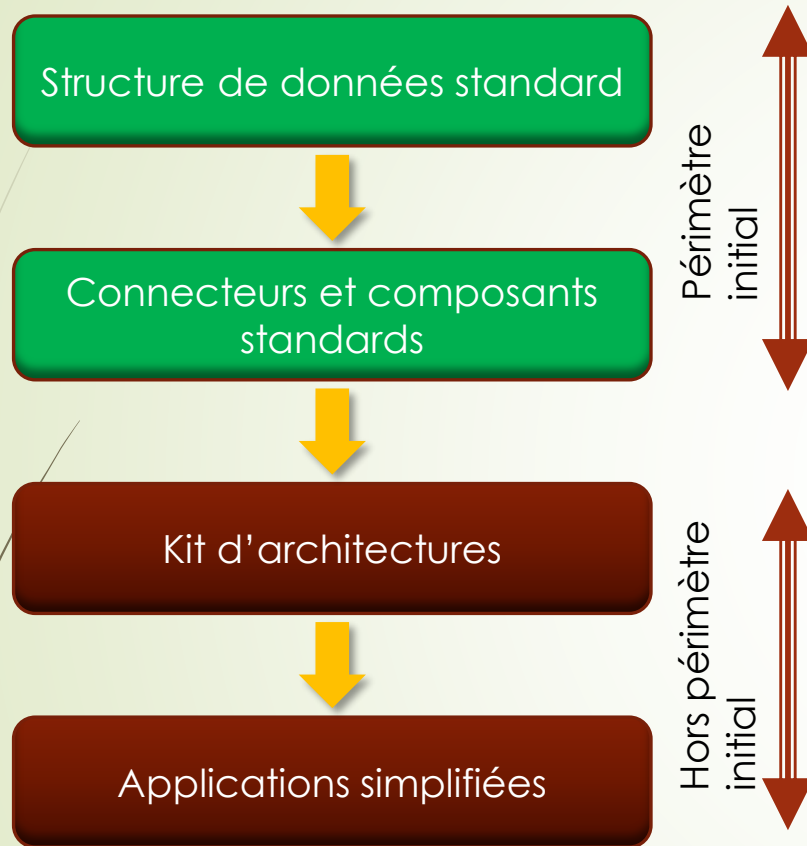 Structure de données standard
Périmètre
initial
Connecteurs et composants
standards
Kit d’architectures
Hors périmètre
initial
Applications simplifiées